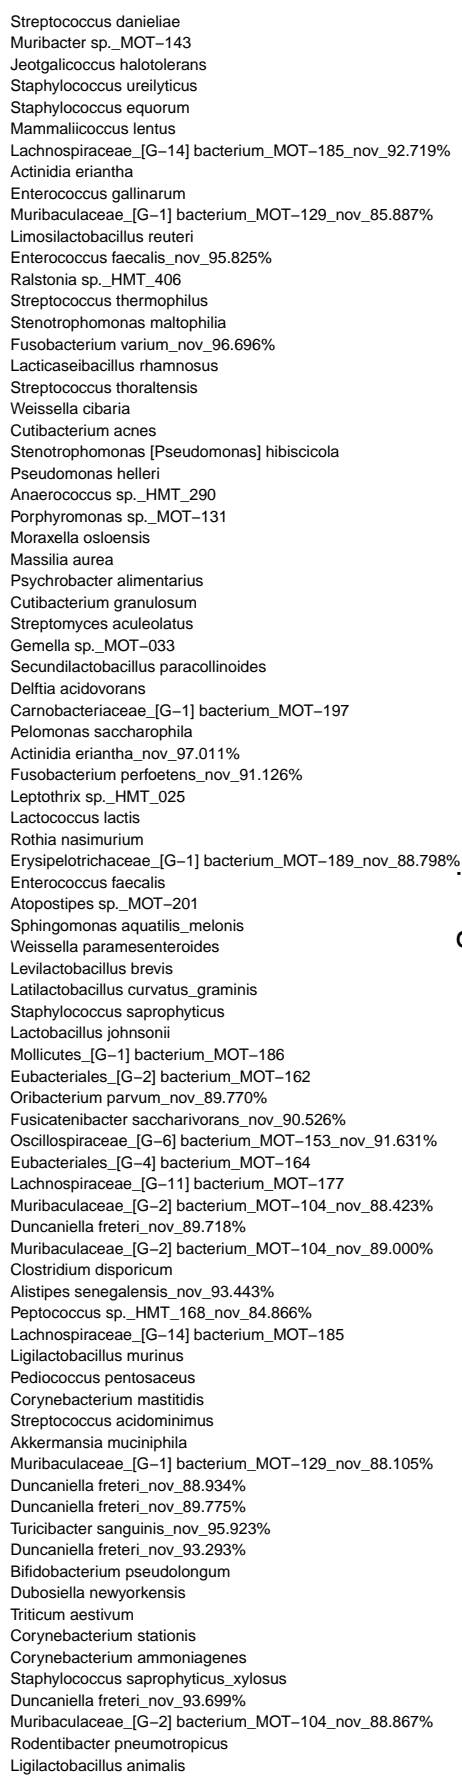 Streptococcus danieliae
Muribacter sp._MOT−143
Jeotgalicoccus halotolerans
Staphylococcus ureilyticus
Staphylococcus equorum
Mammaliicoccus lentus
Lachnospiraceae_[G−14] bacterium_MOT−185_nov_92.719%
Actinidia eriantha
Enterococcus gallinarum
Muribaculaceae_[G−1] bacterium_MOT−129_nov_85.887%
Limosilactobacillus reuteri
Enterococcus faecalis_nov_95.825%
Ralstonia sp._HMT_406
Streptococcus thermophilus
Stenotrophomonas maltophilia
Fusobacterium varium_nov_96.696%
Lacticaseibacillus rhamnosus
Streptococcus thoraltensis
Weissella cibaria
Cutibacterium acnes
Stenotrophomonas [Pseudomonas] hibiscicola
Pseudomonas helleri
Anaerococcus sp._HMT_290
Porphyromonas sp._MOT−131
Moraxella osloensis
Massilia aurea
Psychrobacter alimentarius
Cutibacterium granulosum
Streptomyces aculeolatus
Gemella sp._MOT−033
Secundilactobacillus paracollinoides
Delftia acidovorans
Carnobacteriaceae_[G−1] bacterium_MOT−197
Pelomonas saccharophila
Actinidia eriantha_nov_97.011%
Fusobacterium perfoetens_nov_91.126%
Leptothrix sp._HMT_025
Lactococcus lactis
Rothia nasimurium
Erysipelotrichaceae_[G−1] bacterium_MOT−189_nov_88.798%
Enterococcus faecalis
Atopostipes sp._MOT−201
Sphingomonas aquatilis_melonis
Weissella paramesenteroides
Levilactobacillus brevis
Latilactobacillus curvatus_graminis
Staphylococcus saprophyticus
Lactobacillus johnsonii
Mollicutes_[G−1] bacterium_MOT−186
Eubacteriales_[G−2] bacterium_MOT−162
Oribacterium parvum_nov_89.770%
Fusicatenibacter saccharivorans_nov_90.526%
Oscillospiraceae_[G−6] bacterium_MOT−153_nov_91.631%
Eubacteriales_[G−4] bacterium_MOT−164
Lachnospiraceae_[G−11] bacterium_MOT−177
Muribaculaceae_[G−2] bacterium_MOT−104_nov_88.423%
Duncaniella freteri_nov_89.718%
Muribaculaceae_[G−2] bacterium_MOT−104_nov_89.000%
Clostridium disporicum
Alistipes senegalensis_nov_93.443%
Peptococcus sp._HMT_168_nov_84.866%
Lachnospiraceae_[G−14] bacterium_MOT−185
Ligilactobacillus murinus
Pediococcus pentosaceus
Corynebacterium mastitidis
Streptococcus acidominimus
Akkermansia muciniphila
Muribaculaceae_[G−1] bacterium_MOT−129_nov_88.105%
Duncaniella freteri_nov_88.934%
Duncaniella freteri_nov_89.775%
Turicibacter sanguinis_nov_95.923%
Duncaniella freteri_nov_93.293%
Bifidobacterium pseudolongum
Dubosiella newyorkensis
Triticum aestivum
Corynebacterium stationis
Corynebacterium ammoniagenes
Staphylococcus saprophyticus_xylosus
Duncaniella freteri_nov_93.699%
Muribaculaceae_[G−2] bacterium_MOT−104_nov_88.867%
Rodentibacter pneumotropicus
Ligilactobacillus animalis